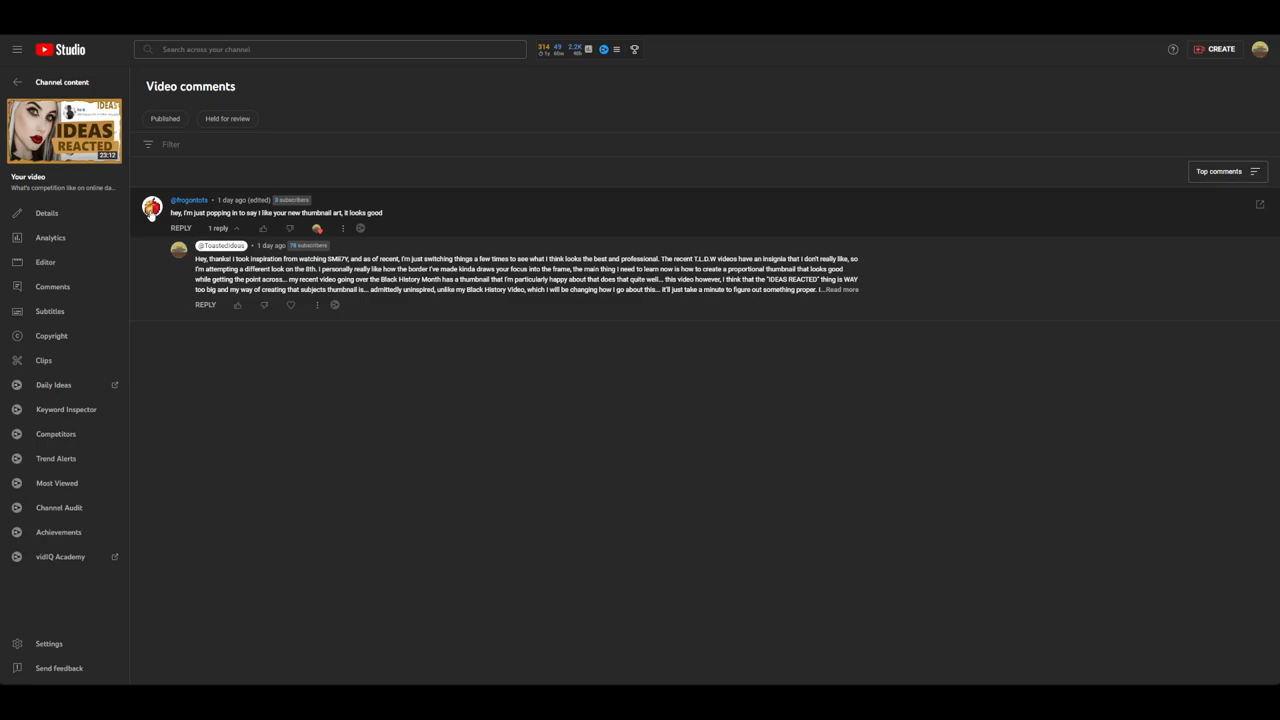 Studio
Search across your channel
314 49 2.2K
CREATE
Channel content
Video comments
IDEAS
IDEAS
REACTED
23:12
Published
Held for review
Filter
Your video
What's competition like on online da...
Top comments
Details
Analytics
Editor
Comments
Subtitles
Copyright
Clips
Daily Ideas
Keyword Inspector
Competitors
Trend Alerts
Most Viewed
Channel Audit
Achievements
vidIQ Academy
Settings
Send feedback
@frogontots • 1 day ago (edited) 3 subscribers
hey, I'm just popping in to say I like your new thumbnail art, it looks good
REPLY 1 reply
@ToastedIdeas • 1 day ago 78 subscribers
Hey, thanks! I took inspiration from watching SMii7Y, and as of recent, I'm just switching things a few times to see what I think looks the best and professional. The recent T.L.D.W videos have an insignia that I don't really like, so
I'm attempting a different look on the 8th. I personally really like how the border I've made kinda draws your focus into the frame, the main thing I need to learn now is how to create a proportional thumbnail that looks good
while getting the point across... my recent video going over the Black History Month has a thumbnail that I'm particularly happy about that does that quite well... this video however, I think that the "IDEAS REACTED" thing is WAY
too big and my way of creating that subjects thumbnail is... admittedly uninspired, unlike my Black History Video, which I will be changing how I go about this... it'll just take a minute to figure out something proper. I...Read more
REPLY